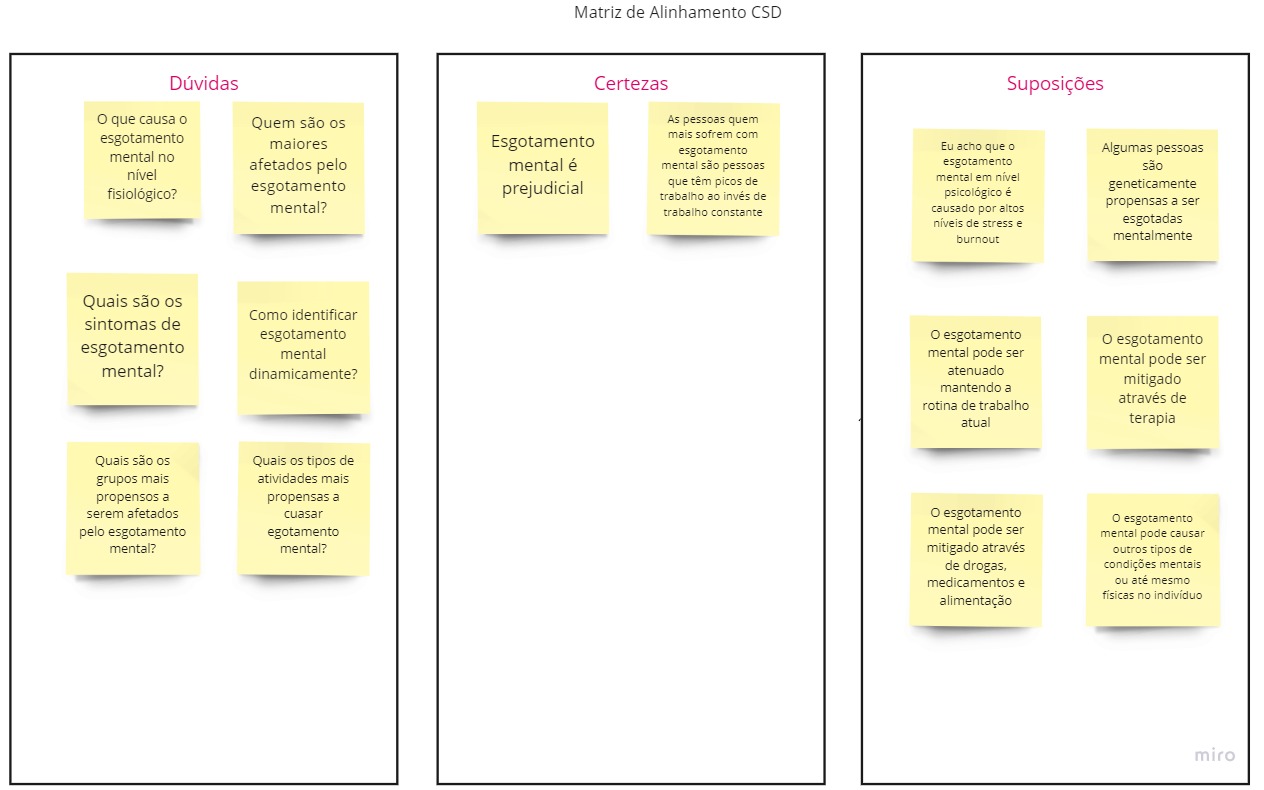 Matriz de Alinhamento CSD
Dúvidas
O que causa o
esgotamento
mental no
nível
fisiológico?
Quem são os
maiores
afetados pelo
esgotamento
mental?
Quais são os
sintomas de
esgotamento
mental?
Como identificar
esgotamento
mental
dinamicamente?
Quais são os
grupos mais
propensos a
serem afetados
pelo esgotamento
mental?
Quais os tipos de
atividades mais
propensas a
cuasar
egotamento
mental?
Certezas
Esgotamento
mental é
prejudicial
As pessoas quem
mais sofrem com
esgotamento
mental são pessoas
que têm picos de
trabalho ao invés de
trabalho constante
Suposições
Eu acho que o
esgotamento
mental em nível
psicológico é
causado por altos
níveis de stress e
burnout
Algumas pessoas
são
geneticamente
propensas a ser
esgotadas
mentalmente
O esgotamento
mental pode ser
atenuado
mantendo a
rotina de trabalho
atual
O esgotamento
mental pode ser
mitigado
através de
terapia
O esgotamento
mental pode ser
mitigado através
de drogas,
medicamentos e
alimentação
O esgotamento
mental pode causar
outros tipos de
condições mentais
ou até mesmo
físicas no indivíduo
miro